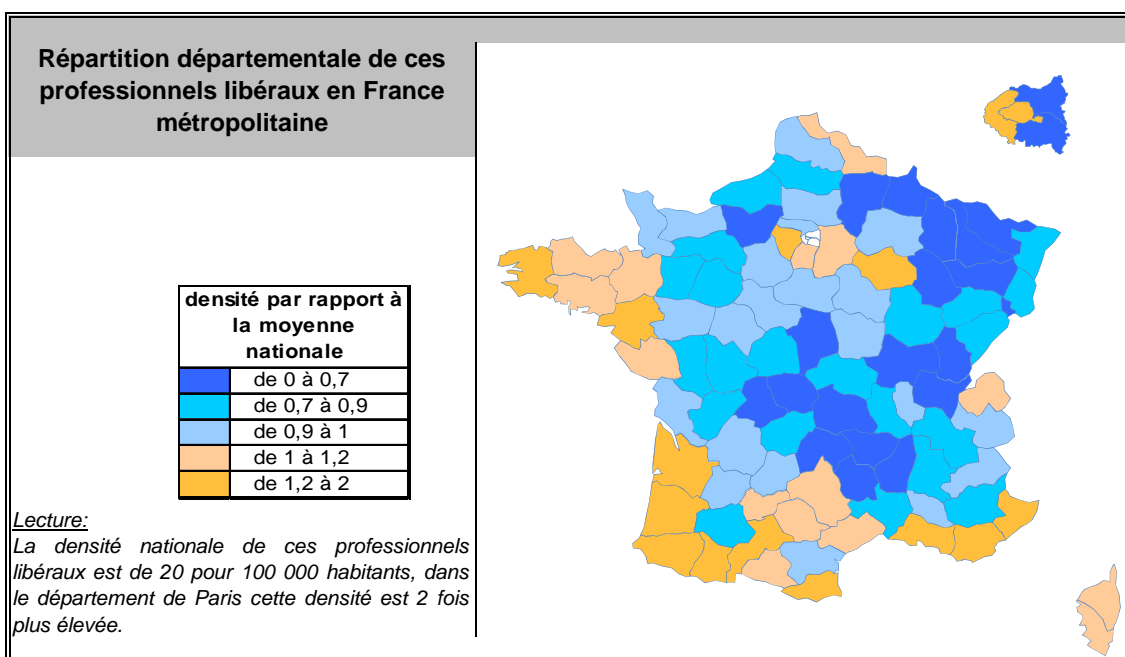 Répartition départementale de ces
professionnels libéraux en France
métropolitaine
densité par rapport à
la moyenne
nationale
de 0 à 0,7
de 0,7 à 0,9
de 0,9 à 1
de 1 à 1,2
de 1,2 à 2
Lecture:
La densité nationale de ces professionnels
libéraux est de 20 pour 100 000 habitants, dans
le département de Paris cette densité est 2 fois
plus élevée.